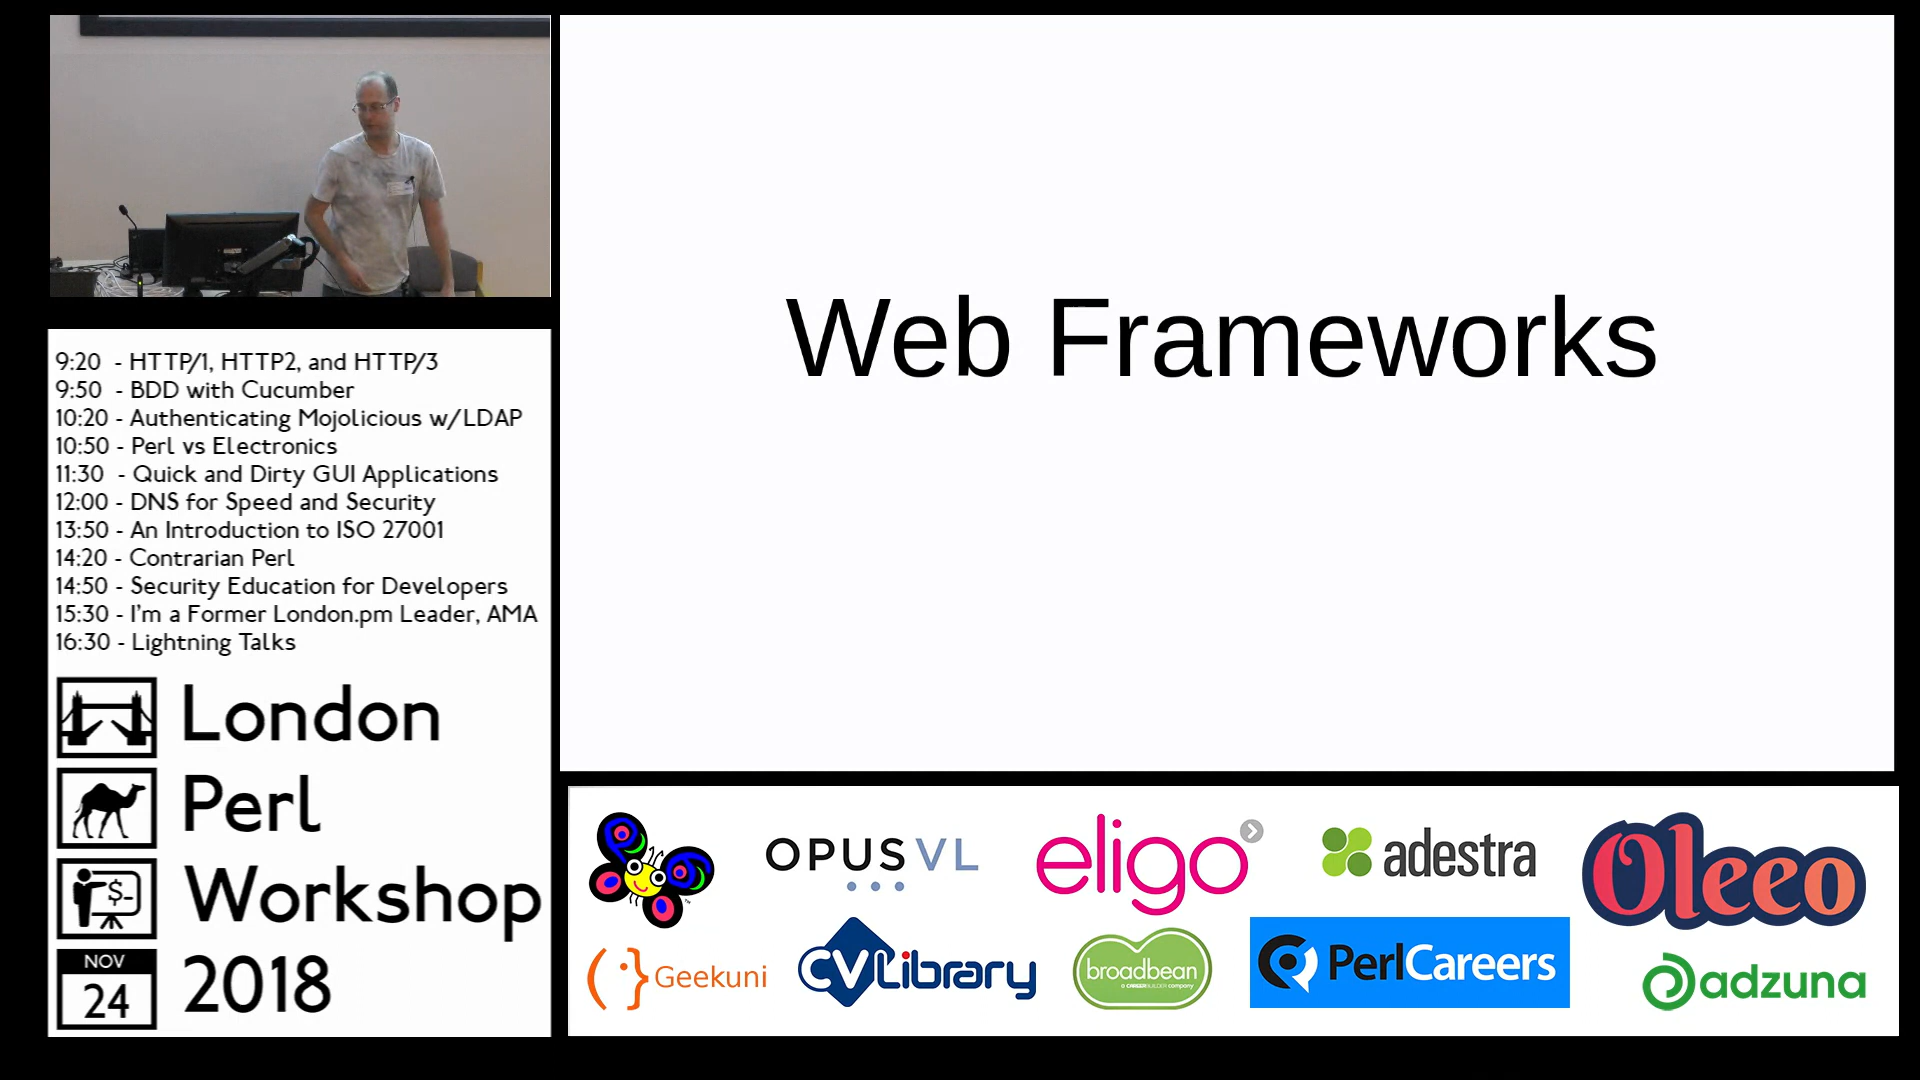 Web Frameworks
9:20 - HTTP/1, HTTP2, and HTTP/3
9:50 - BDD with Cucumber
10:20 - Authenticating Mojolicious w/LDAP
10:50 - Perl vs Electronics
11:30 - Quick and Dirty GUI Applications
12:00 - DNS for Speed and Security
13:50 - An Introduction to ISO 27001
14:20 - Contrarian Perl
14:50 - Security Education for Developers
15:30 - I'm a Former London.pm Leader, AMA
16:30 - Lightning Talks
London
Perl
$-
Workshop
NOV
24
2018
OPUS VL
eligo
adestra
Oleeo
Geekuni
CVLibrary
broadbean
a CAREERBUILDER company
PerlCareers
adzuna